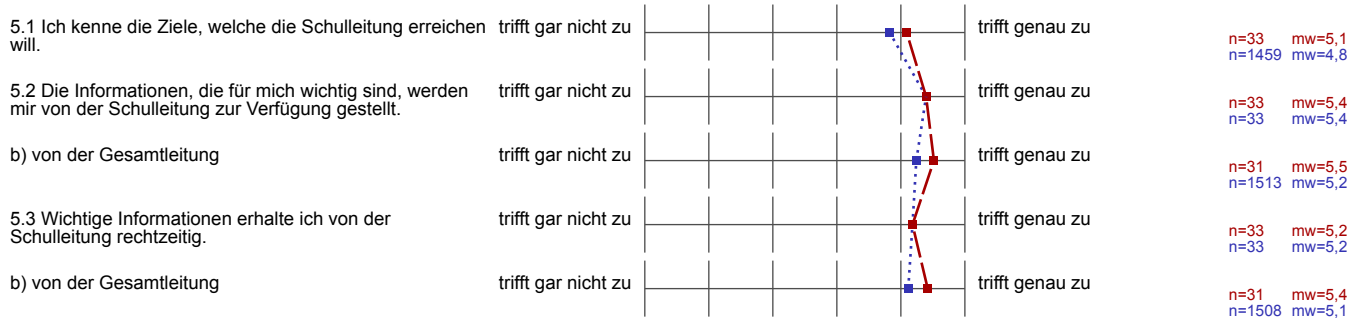 5.1 Ich kenne die Ziele, welche die Schulleitung erreichen will.
trifft gar nicht zu
trifft genau zu
n=33 mw=5,1
n=1459 mw=4,8
5.2 Die Informationen, die für mich wichtig sind, werden
mir von der Schulleitung zur Verfügung gestellt.
trifft gar nicht zu
trifft genau zu
n=33 mw=5,4
n=33 mw=5,4
b) von der Gesamtleitung
trifft gar nicht zu
trifft genau zu
n=31 mw=5,5
n=1513 mw=5,2
5.3 Wichtige Informationen erhalte ich von der
Schulleitung rechtzeitig.
trifft gar nicht zu
trifft genau zu
n=33 mw=5,2
n=33 mw=5,2
b) von der Gesamtleitung
trifft gar nicht zu
trifft genau zu
n=31 mw=5,4
n=1508 mw=5,1